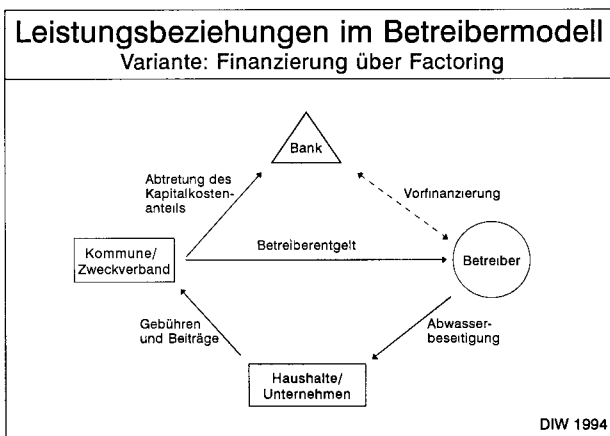 Leistungsbeziehungen im Betreibermodell
Variante: Finanzierung über Factoring
Bank
Abtretung des
Kapitalkosten-
anteils
Vorfinanzierung
Kommune/
Zweckverband
Betreiberentgelt
Betreiber
Gebühren
und Beiträge
Abwasser-
beseitigung
Haushalte/
Unternehmen
DIW 1994